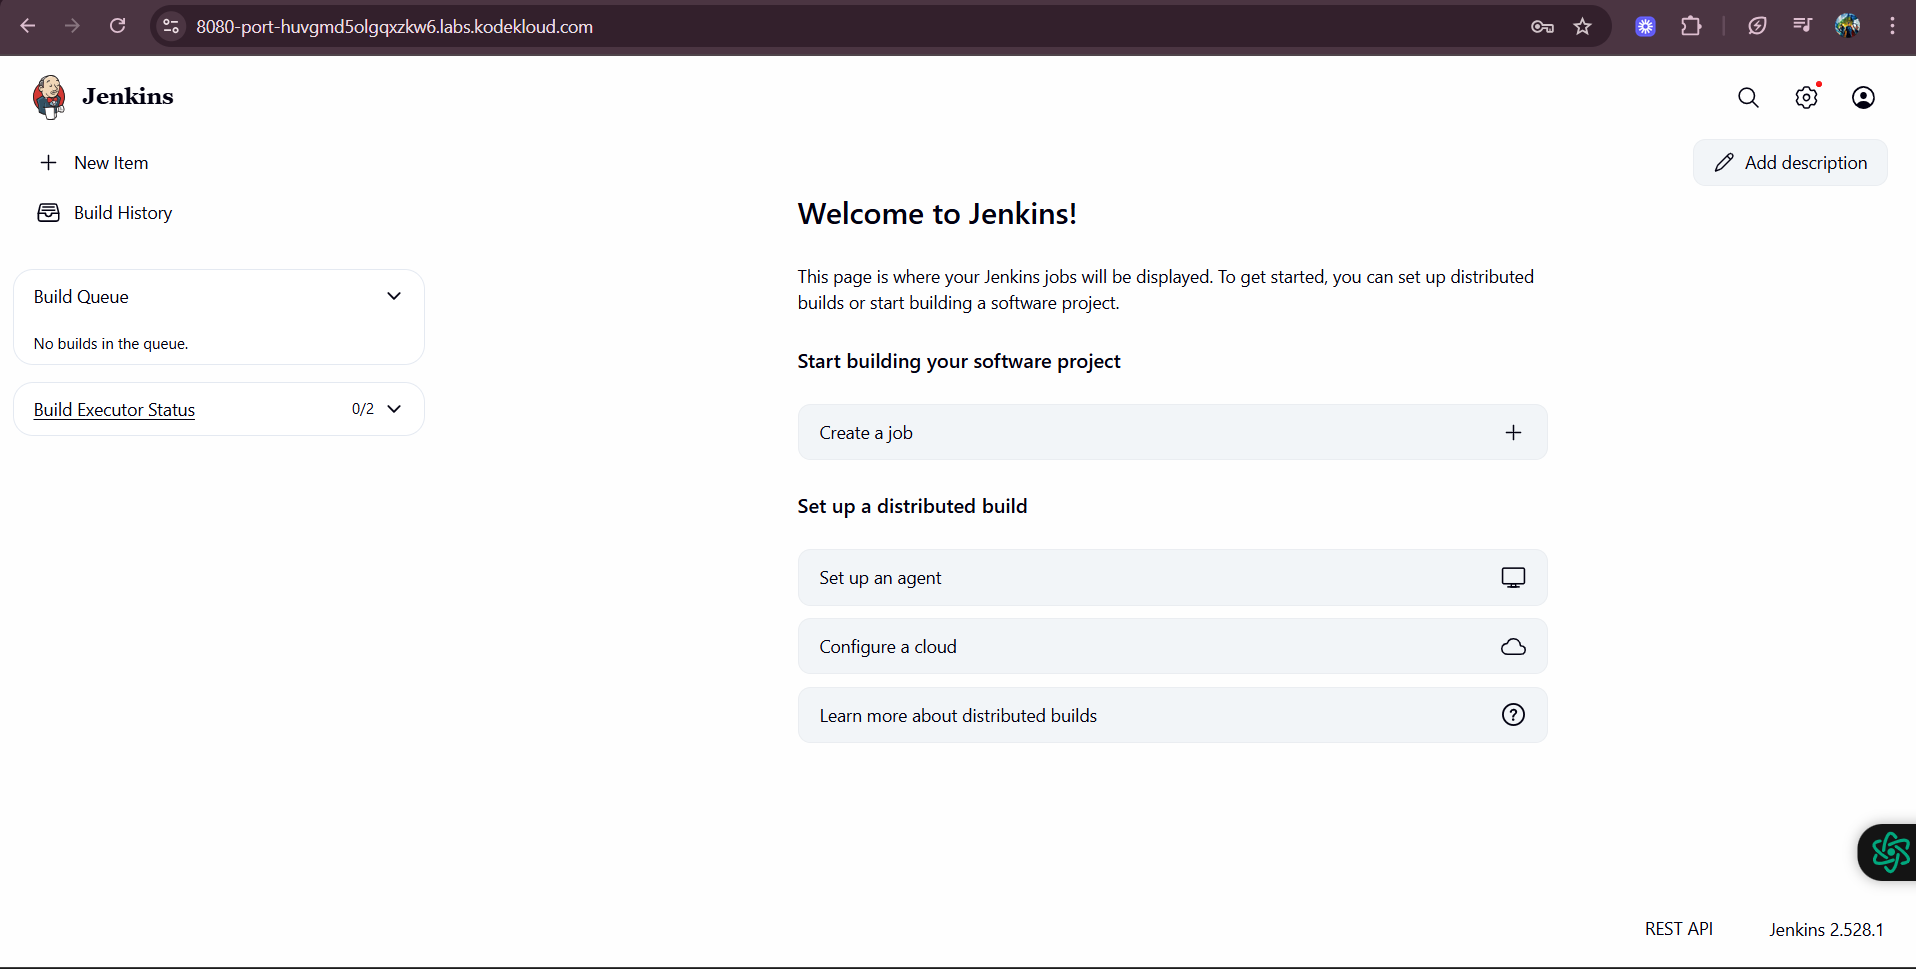 8080-port-huvgmd5olgqxzkw6.labs.kodekloud.com
Jenkins
New Item
Add description
Build History
Welcome to Jenkins!
This page is where your Jenkins jobs will be displayed. To get started, you can set up distributed
builds or start building a software project.
Build Queue
No builds in the queue.
Build Executor Status
0/2
Start building your software project
Create a job
Set up a distributed build
Set up an agent
Configure a cloud
Learn more about distributed builds
REST API
Jenkins 2.528.1